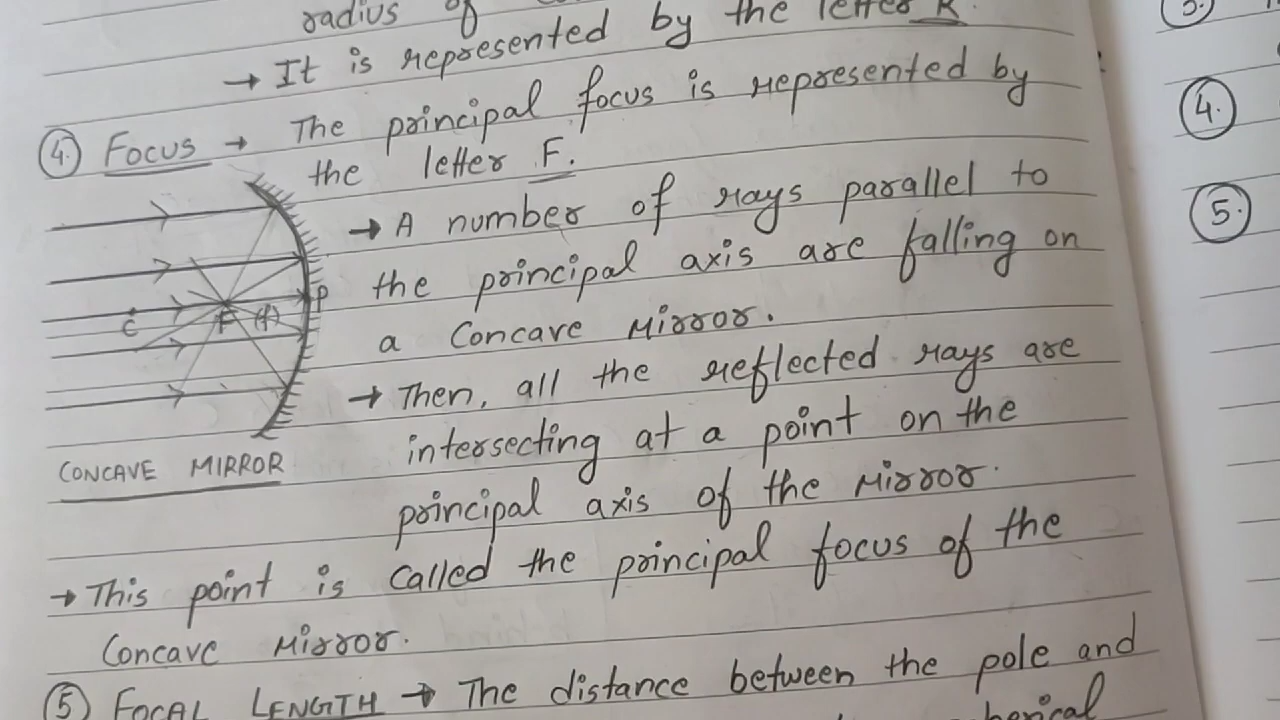 radius of
→ It is represented by the letter R
④ Focus → The principal focus is represented by
the letter F.
→ A number of rays parallel to
the principal axis are falling on
a Concave Mirror.
→ Then, all the reflected rays are
intersecting at a point on the
principal axis of the Mirror.
C F (f) P
CONCAVE MIRROR
→ This point is called the principal focus of the
Concave Mirror.
⑤ FOCAL LENGTH → The distance between the pole and
3.
4.
5.